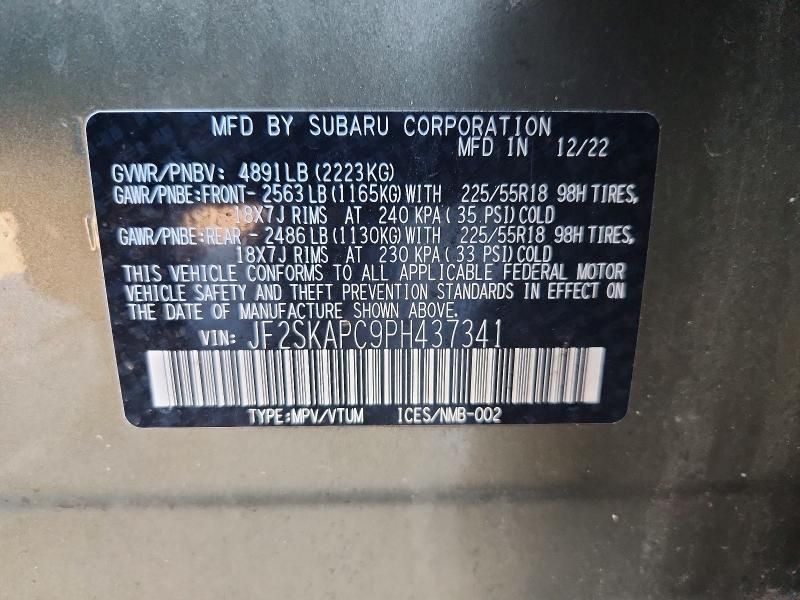 MFD BY SUBARU CORPORATION
MFD IN 12/22
GVWR/PNBV: 4891LB (2223KG)
GAWR/PNBE:FRONT- 2563 LB (1165KG) WITH 225/55R18 98H TIRES,
18X7J RIMS AT 240 KPA ( 35 PSI) COLD
GAWR/PNBE:REAR - 2486 LB (1130KG) WITH 225/55R18 98H TIRES,
18X7J RIMS AT 230 KPA ( 33 PSI) COLD
THIS VEHICLE CONFORMS TO ALL APPLICABLE FEDERAL MOTOR
VEHICLE SAFETY AND THEFT PREVENTION STANDARDS IN EFFECT ON
THE DATE OF MANUFACTURE SHOWN ABOVE.
VIN: JF2SKAPC9PH437341
TYPE:MPV/VTUM ICES/NMB-002